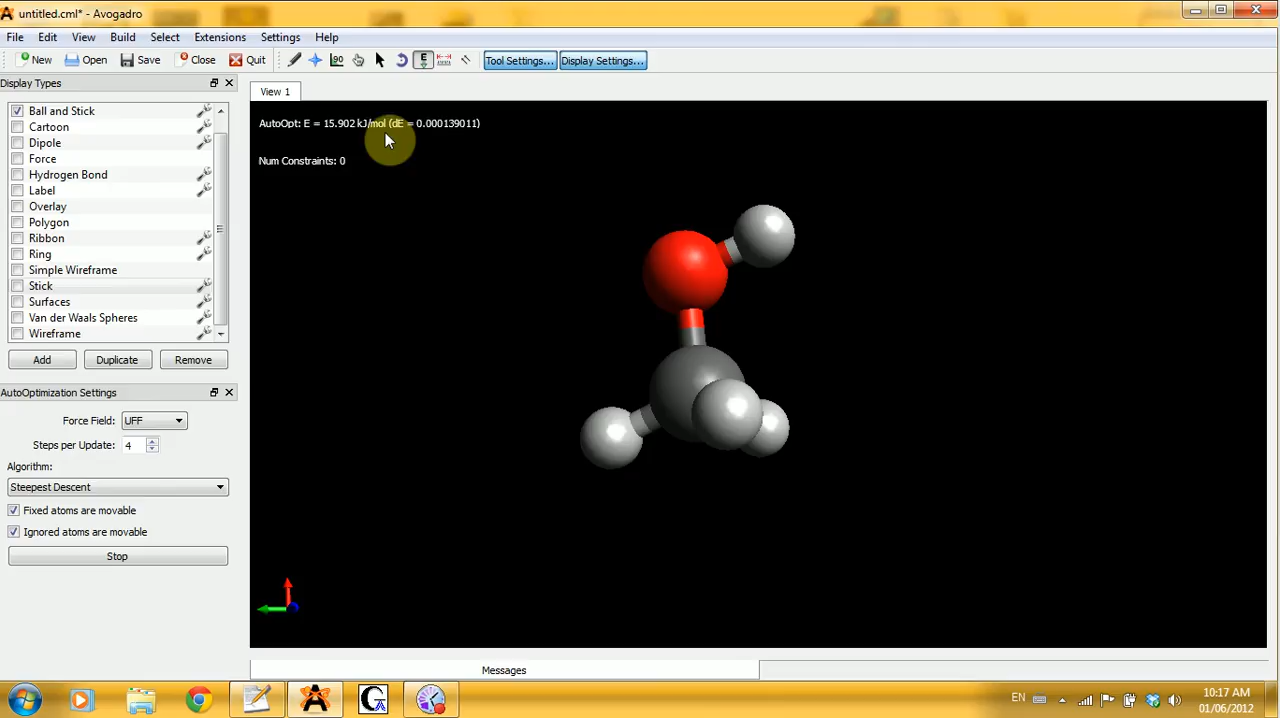 untitled.cml* - Avogadro
File Edit View Build Select Extensions Settings Help
New Open Save Close Quit 90 E Tool Settings... Display Settings...
Display Types
View 1
Ball and Stick
Cartoon
Dipole
Force
Hydrogen Bond
Label
Overlay
Polygon
Ribbon
Ring
Simple Wireframe
Stick
Surfaces
Van der Waals Spheres
Wireframe
Add Duplicate Remove
AutoOptimization Settings
Force Field: UFF
Steps per Update: 4
Algorithm:
Steepest Descent
Fixed atoms are movable
Ignored atoms are movable
Stop
AutoOpt: E = 15.902 kJ/mol (dE = 0.000139011)
Num Constraints: 0
Messages
EN
10:17 AM
01/06/2012